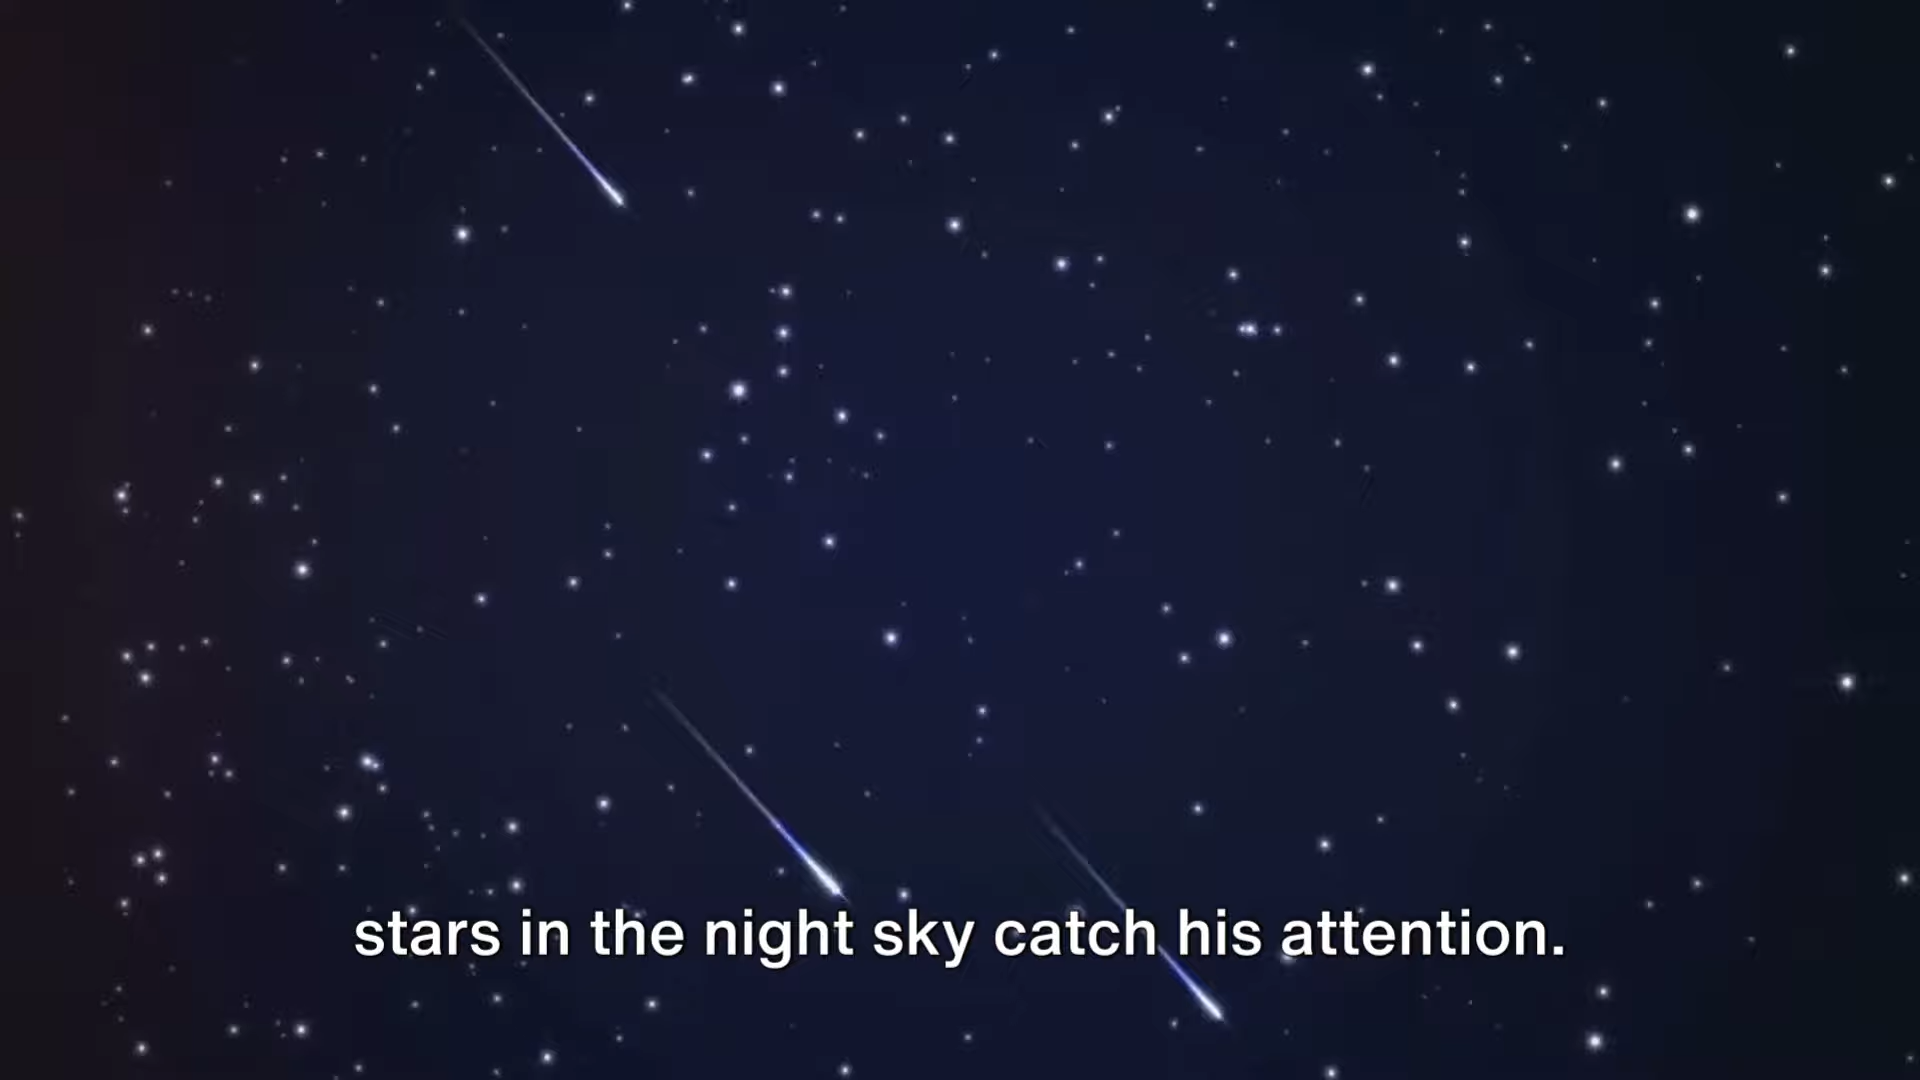 stars in the night sky catch his attention.